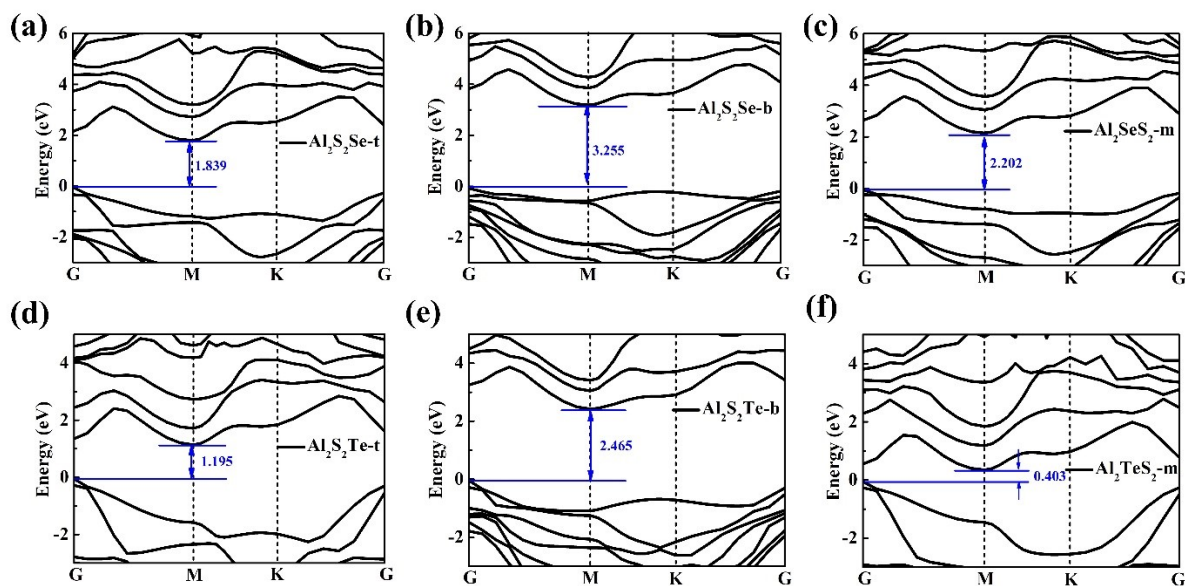 (a)
6
4
2
0
-2
Energy (eV)
Al₂S₂Se-t
1.839
G M K G
(b)
6
4
2
0
-2
Energy (eV)
Al₂S₂Se-b
3.255
G M K G
(c)
6
4
2
0
-2
Energy (eV)
Al₂SeS₂-m
2.202
G M K G
(d)
4
2
0
-2
Energy (eV)
Al₂S₂Te-t
1.195
G M K G
(e)
4
2
0
-2
Energy (eV)
Al₂S₂Te-b
2.465
G M K G
(f)
4
2
0
-2
Energy (eV)
Al₂TeS₂-m
0.403
G M K G